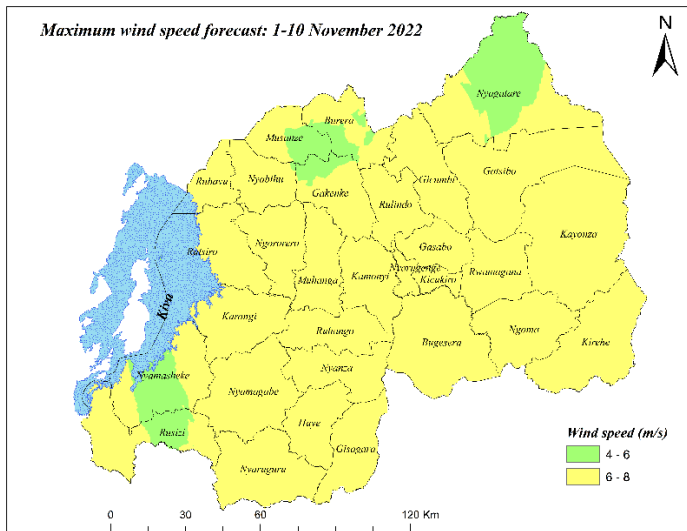 Maximum wind speed forecast: 1-10 November 2022
N
Nyagatare
Burera
Musanze
Rubavu
Nyabihu
Gakenke
Rulindo
Gicumbi
Gatsibo
Kayonza
Rutsiro
Ngororero
Muhanga
Kamonyi
Gasabo
Nyarugenge
Kicukiro
Rwamagana
Kivu
Karongi
Ruhango
Bugesera
Ngoma
Kirehe
Nyamasheke
Nyamagabe
Nyanza
Huye
Gisagara
Rusizi
Nyaruguru
Wind speed (m/s)
4 - 6
6 - 8
0 30 60 120 Km